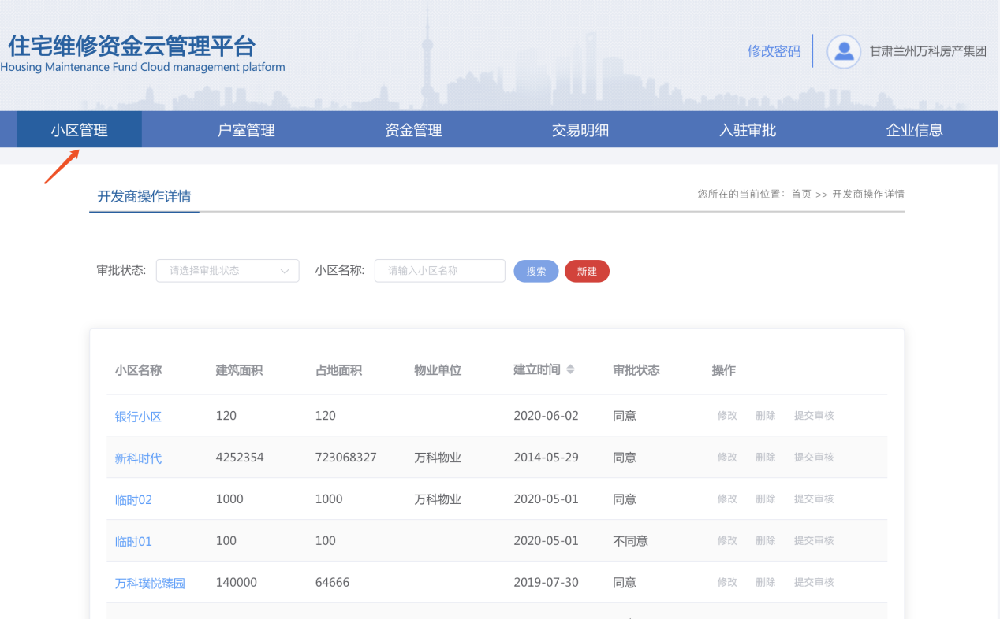 住宅维修资金云管理平台
Housing Maintenance Fund Cloud management platform
修改密码 甘肃兰州万科房产集团
小区管理 户室管理 资金管理 交易明细 入驻审批 企业信息
开发商操作详情 您所在的当前位置：首页 >> 开发商操作详情
审批状态: 请选择审批状态 小区名称: 请输入小区名称 搜索 新建
小区名称 建筑面积 占地面积 物业单位 建立时间 审批状态 操作
银行小区 120 120 2020-06-02 同意 修改 删除 提交审核
新科时代 4252354 723068327 万科物业 2014-05-29 同意 修改 删除 提交审核
临时02 1000 1000 万科物业 2020-05-01 同意 修改 删除 提交审核
临时01 100 100 2020-05-01 不同意 修改 删除 提交审核
万科璞悦臻园 140000 64666 2019-07-30 同意 修改 删除 提交审核